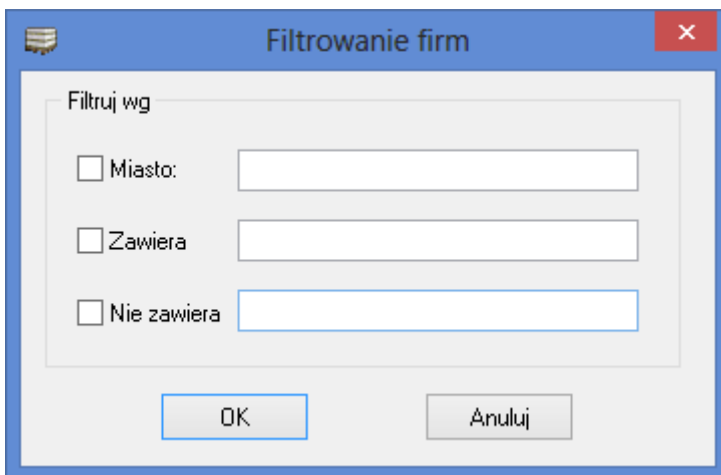 Filtrowanie firm
Filtruj wg
Miasto:
Zawiera
Nie zawiera
OK Anuluj